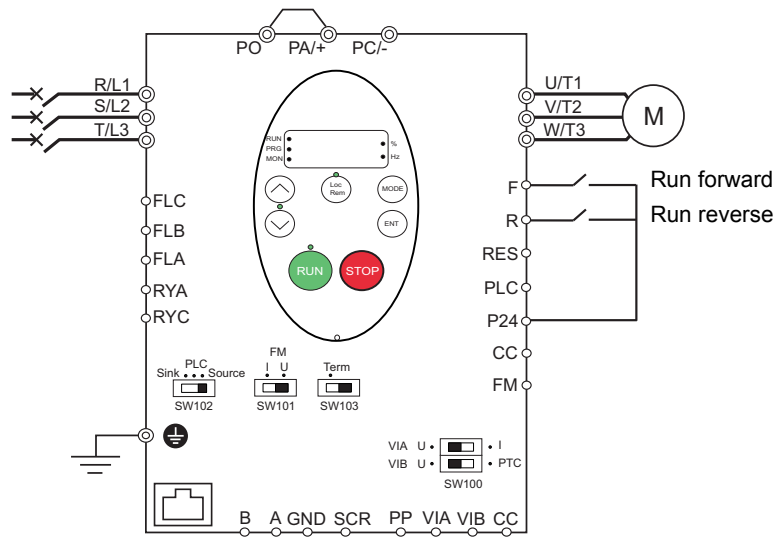 PO PA/+ PC/-
R/L1
S/L2
T/L3
U/T1
V/T2
W/T3
M
RUN
PRG
MON
%
Hz
Loc
Rem
MODE
ENT
RUN
STOP
F
Run forward
R
Run reverse
RES
PLC
P24
CC
FM
FLC
FLB
FLA
RYA
RYC
PLC
Sink Source
SW102
FM
I U
SW101
Term
SW103
VIA U I
VIB U PTC
SW100
B A GND SCR PP VIA VIB CC